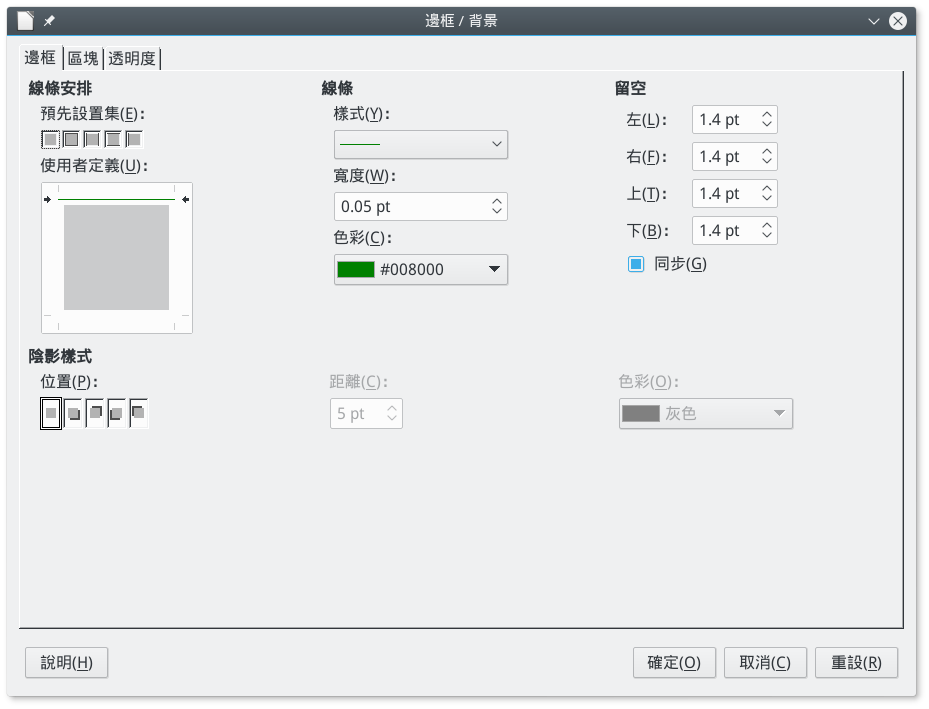 邊框 / 背景
邊框 區塊 透明度
線條安排
預先設置集(E):
使用者定義(U):
線條
樣式(Y):
寬度(W):
0.05 pt
色彩(C):
#008000
留空
左(L): 1.4 pt
右(F): 1.4 pt
上(T): 1.4 pt
下(B): 1.4 pt
同步(G)
陰影樣式
位置(P):
距離(C):
5 pt
色彩(O):
灰色
說明(H) 確定(O) 取消(C) 重設(R)